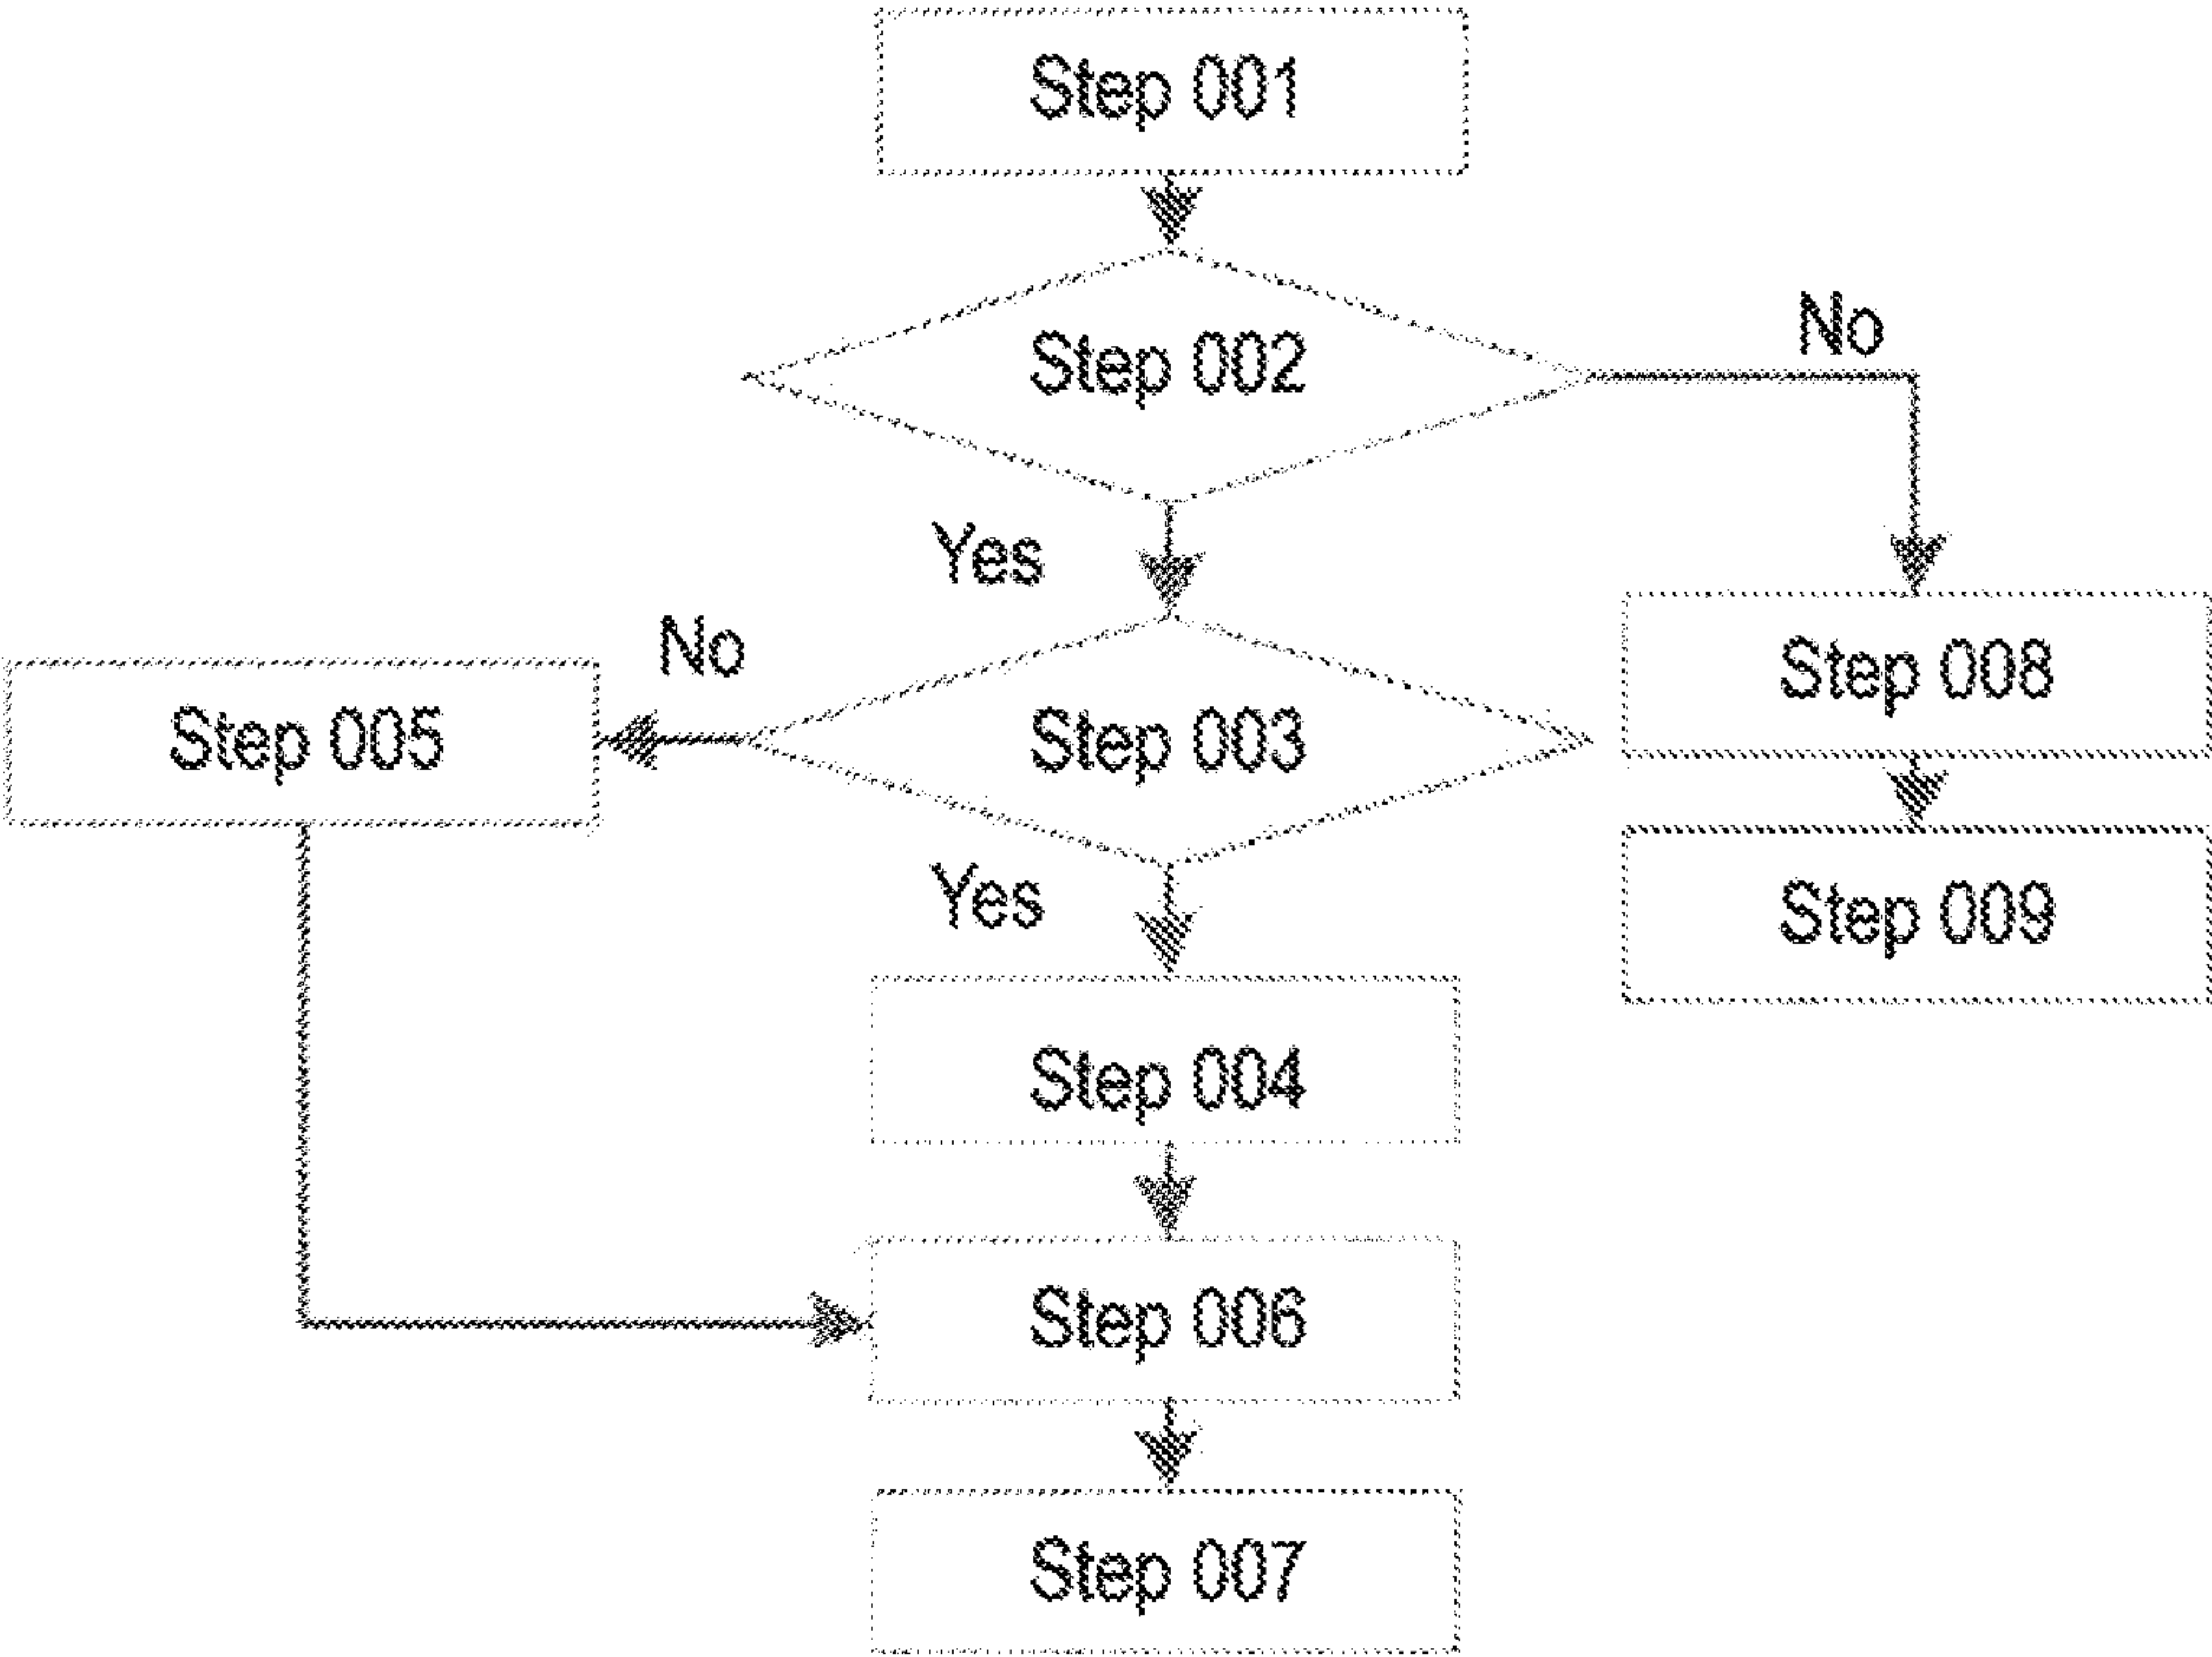 Step 001
Step 002
No
Yes
No
Step 008
Step 005
Step 003
Yes
Step 009
Step 004
Step 006
Step 007